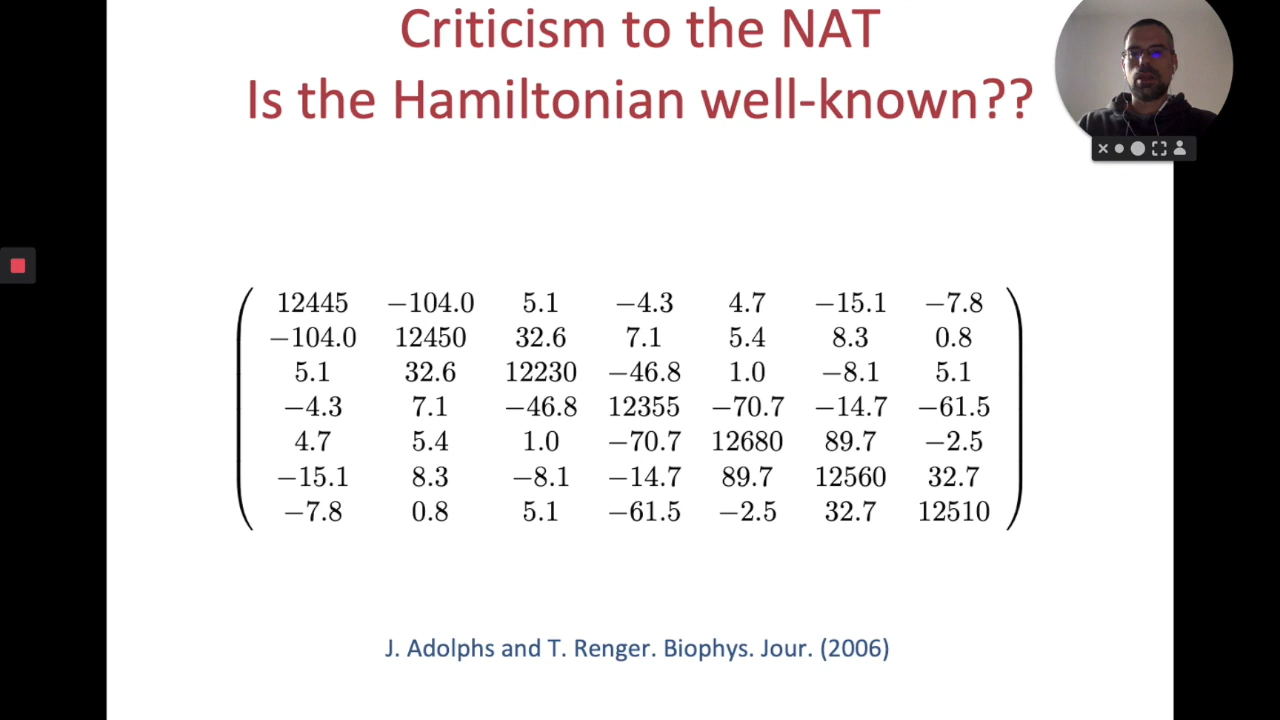 Criticism to the NAT
Is the Hamiltonian well-known??
12445 −104.0 5.1 −4.3 4.7 −15.1 −7.8
−104.0 12450 32.6 7.1 5.4 8.3 0.8
5.1 32.6 12230 −46.8 1.0 −8.1 5.1
−4.3 7.1 −46.8 12355 −70.7 −14.7 −61.5
4.7 5.4 1.0 −70.7 12680 89.7 −2.5
−15.1 8.3 −8.1 −14.7 89.7 12560 32.7
−7.8 0.8 5.1 −61.5 −2.5 32.7 12510
J. Adolphs and T. Renger. Biophys. Jour. (2006)